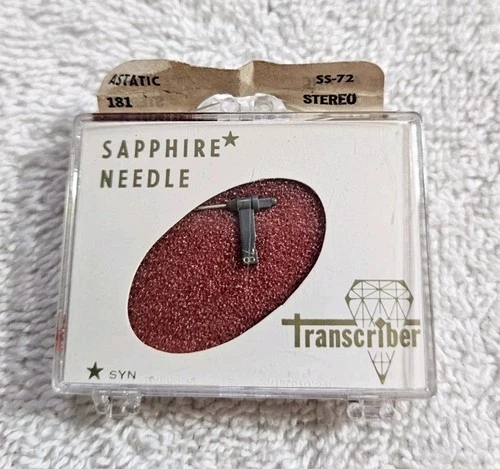 ASTATIC SS-72
181 STEREO
SAPPHIRE★
NEEDLE
Transcriber
★ SYN